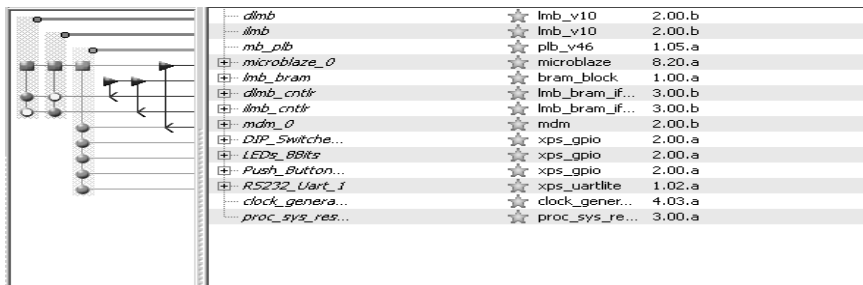 dlmb lmb_v10 2.00.b
ilmb lmb_v10 2.00.b
mb_plb plb_v46 1.05.a
microblaze_0 microblaze 8.20.a
lmb_bram bram_block 1.00.a
dlmb_cntlr lmb_bram_if... 3.00.b
ilmb_cntlr lmb_bram_if... 3.00.b
mdm_0 mdm 2.00.b
DIP_Switche... xps_gpio 2.00.a
LEDs_8Bits xps_gpio 2.00.a
Push_Button... xps_gpio 2.00.a
RS232_Uart_1 xps_uartlite 1.02.a
clock_genera... clock_gener... 4.03.a
proc_sys_res... proc_sys_re... 3.00.a